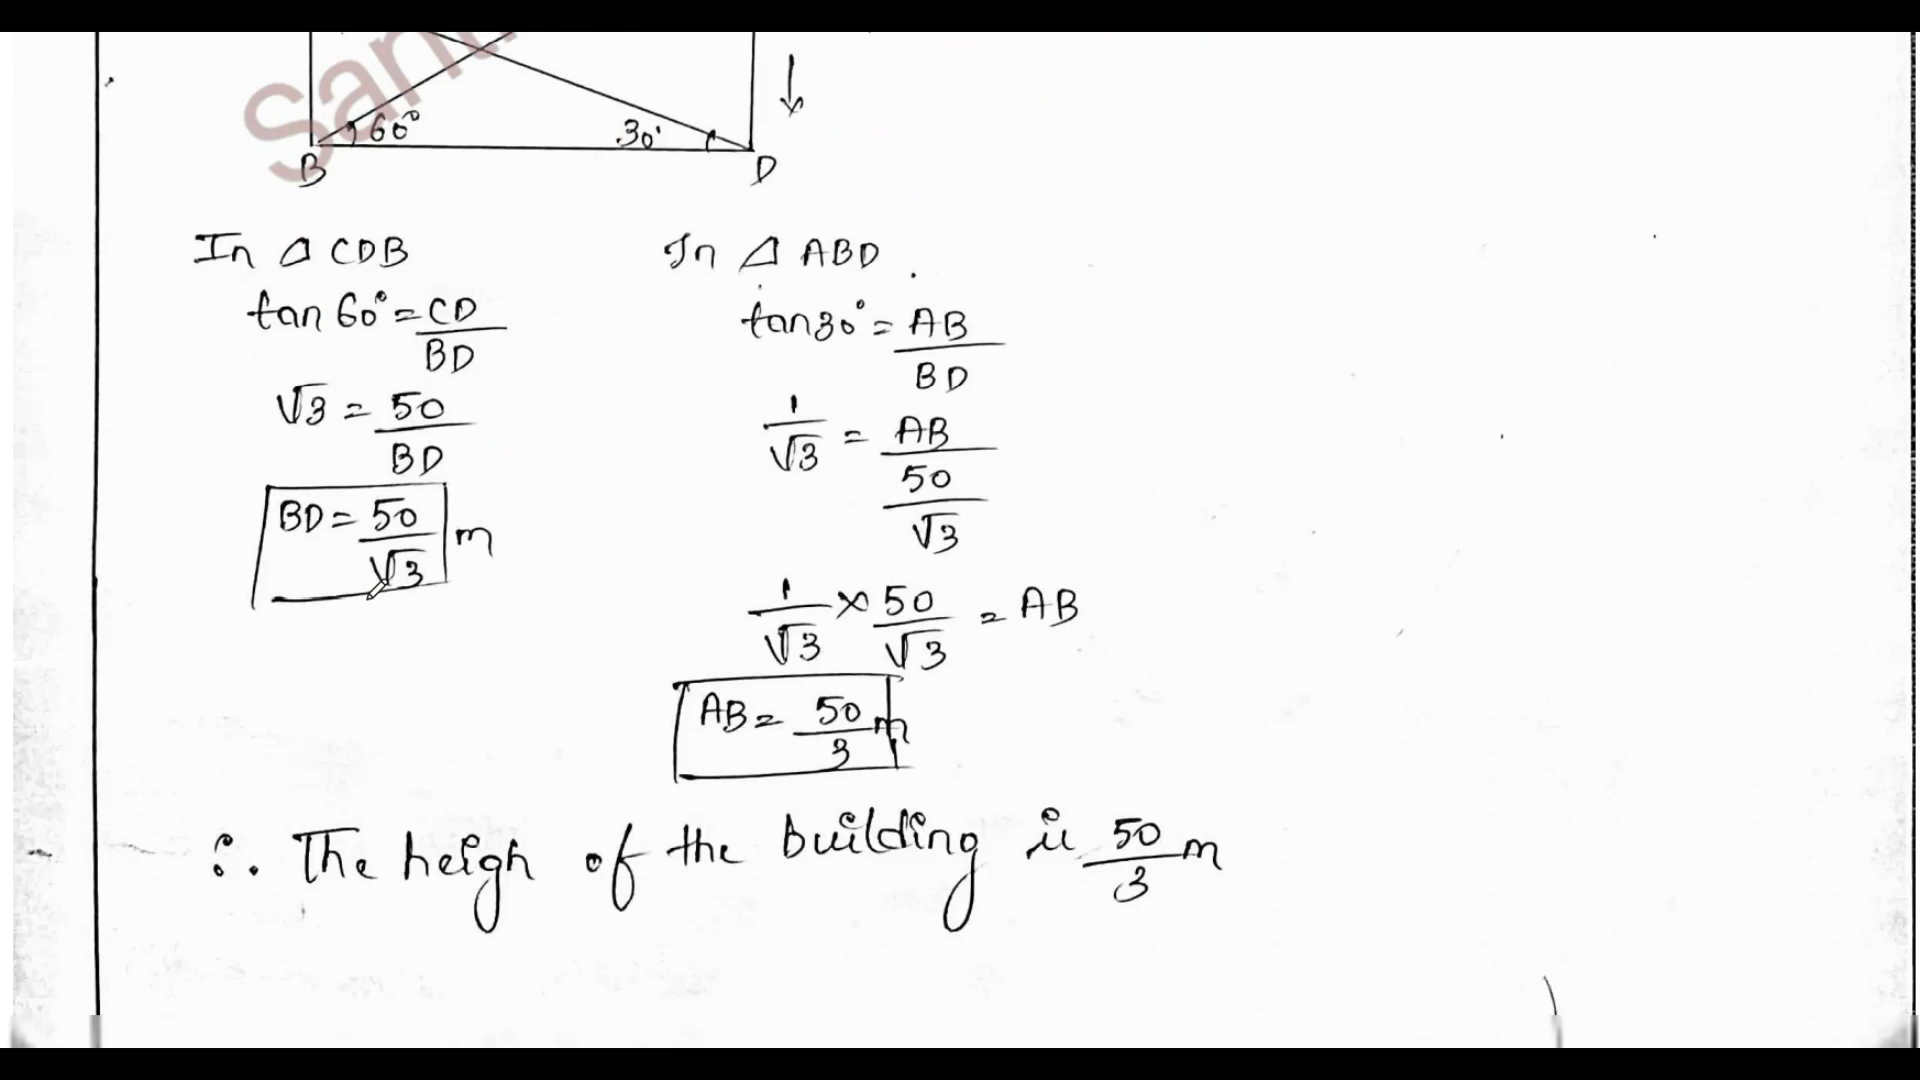 San
60°
30°
B
D
In △ CDB
tan 60° = CD/BD
√3 = 50/BD
BD = 50/√3 m
In △ ABD
tan 30° = AB/BD
1/√3 = AB/(50/√3)
1/√3 × 50/√3 = AB
AB = 50/3 m
∴ The heigh of the building is 50/3 m